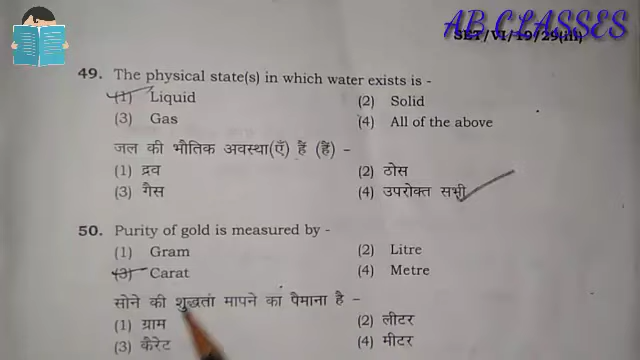 AB CLASSES
SET/VI/19/29(iii)
49. The physical state(s) in which water exists is -
(1) Liquid (2) Solid
(3) Gas (4) All of the above
जल की भौतिक अवस्था(एँ) है (हैं) -
(1) द्रव (2) ठोस
(3) गैस (4) उपरोक्त सभी
50. Purity of gold is measured by -
(1) Gram (2) Litre
(3) Carat (4) Metre
सोने की शुद्धता मापने का पैमाना है -
(1) ग्राम (2) लीटर
(3) कैरेट (4) मीटर